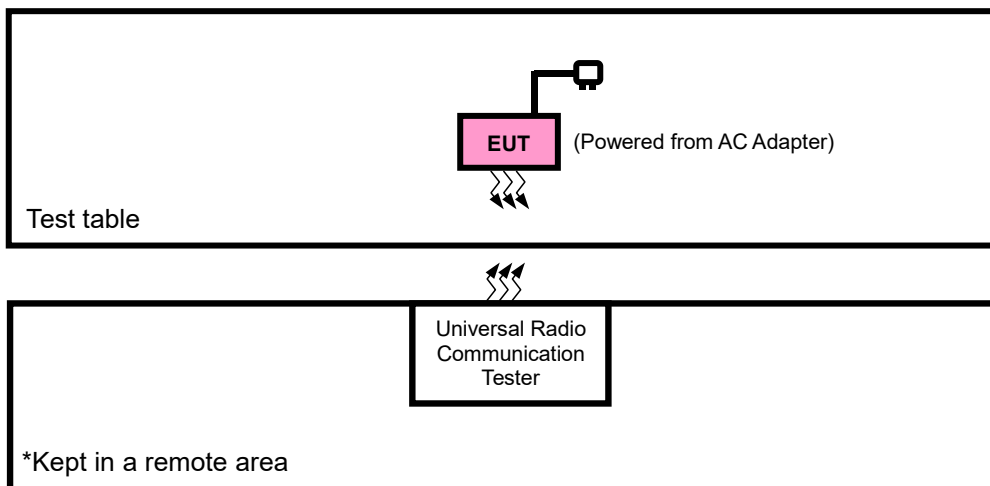 EUT
(Powered from AC Adapter)
Test table
Universal Radio
Communication
Tester
*Kept in a remote area